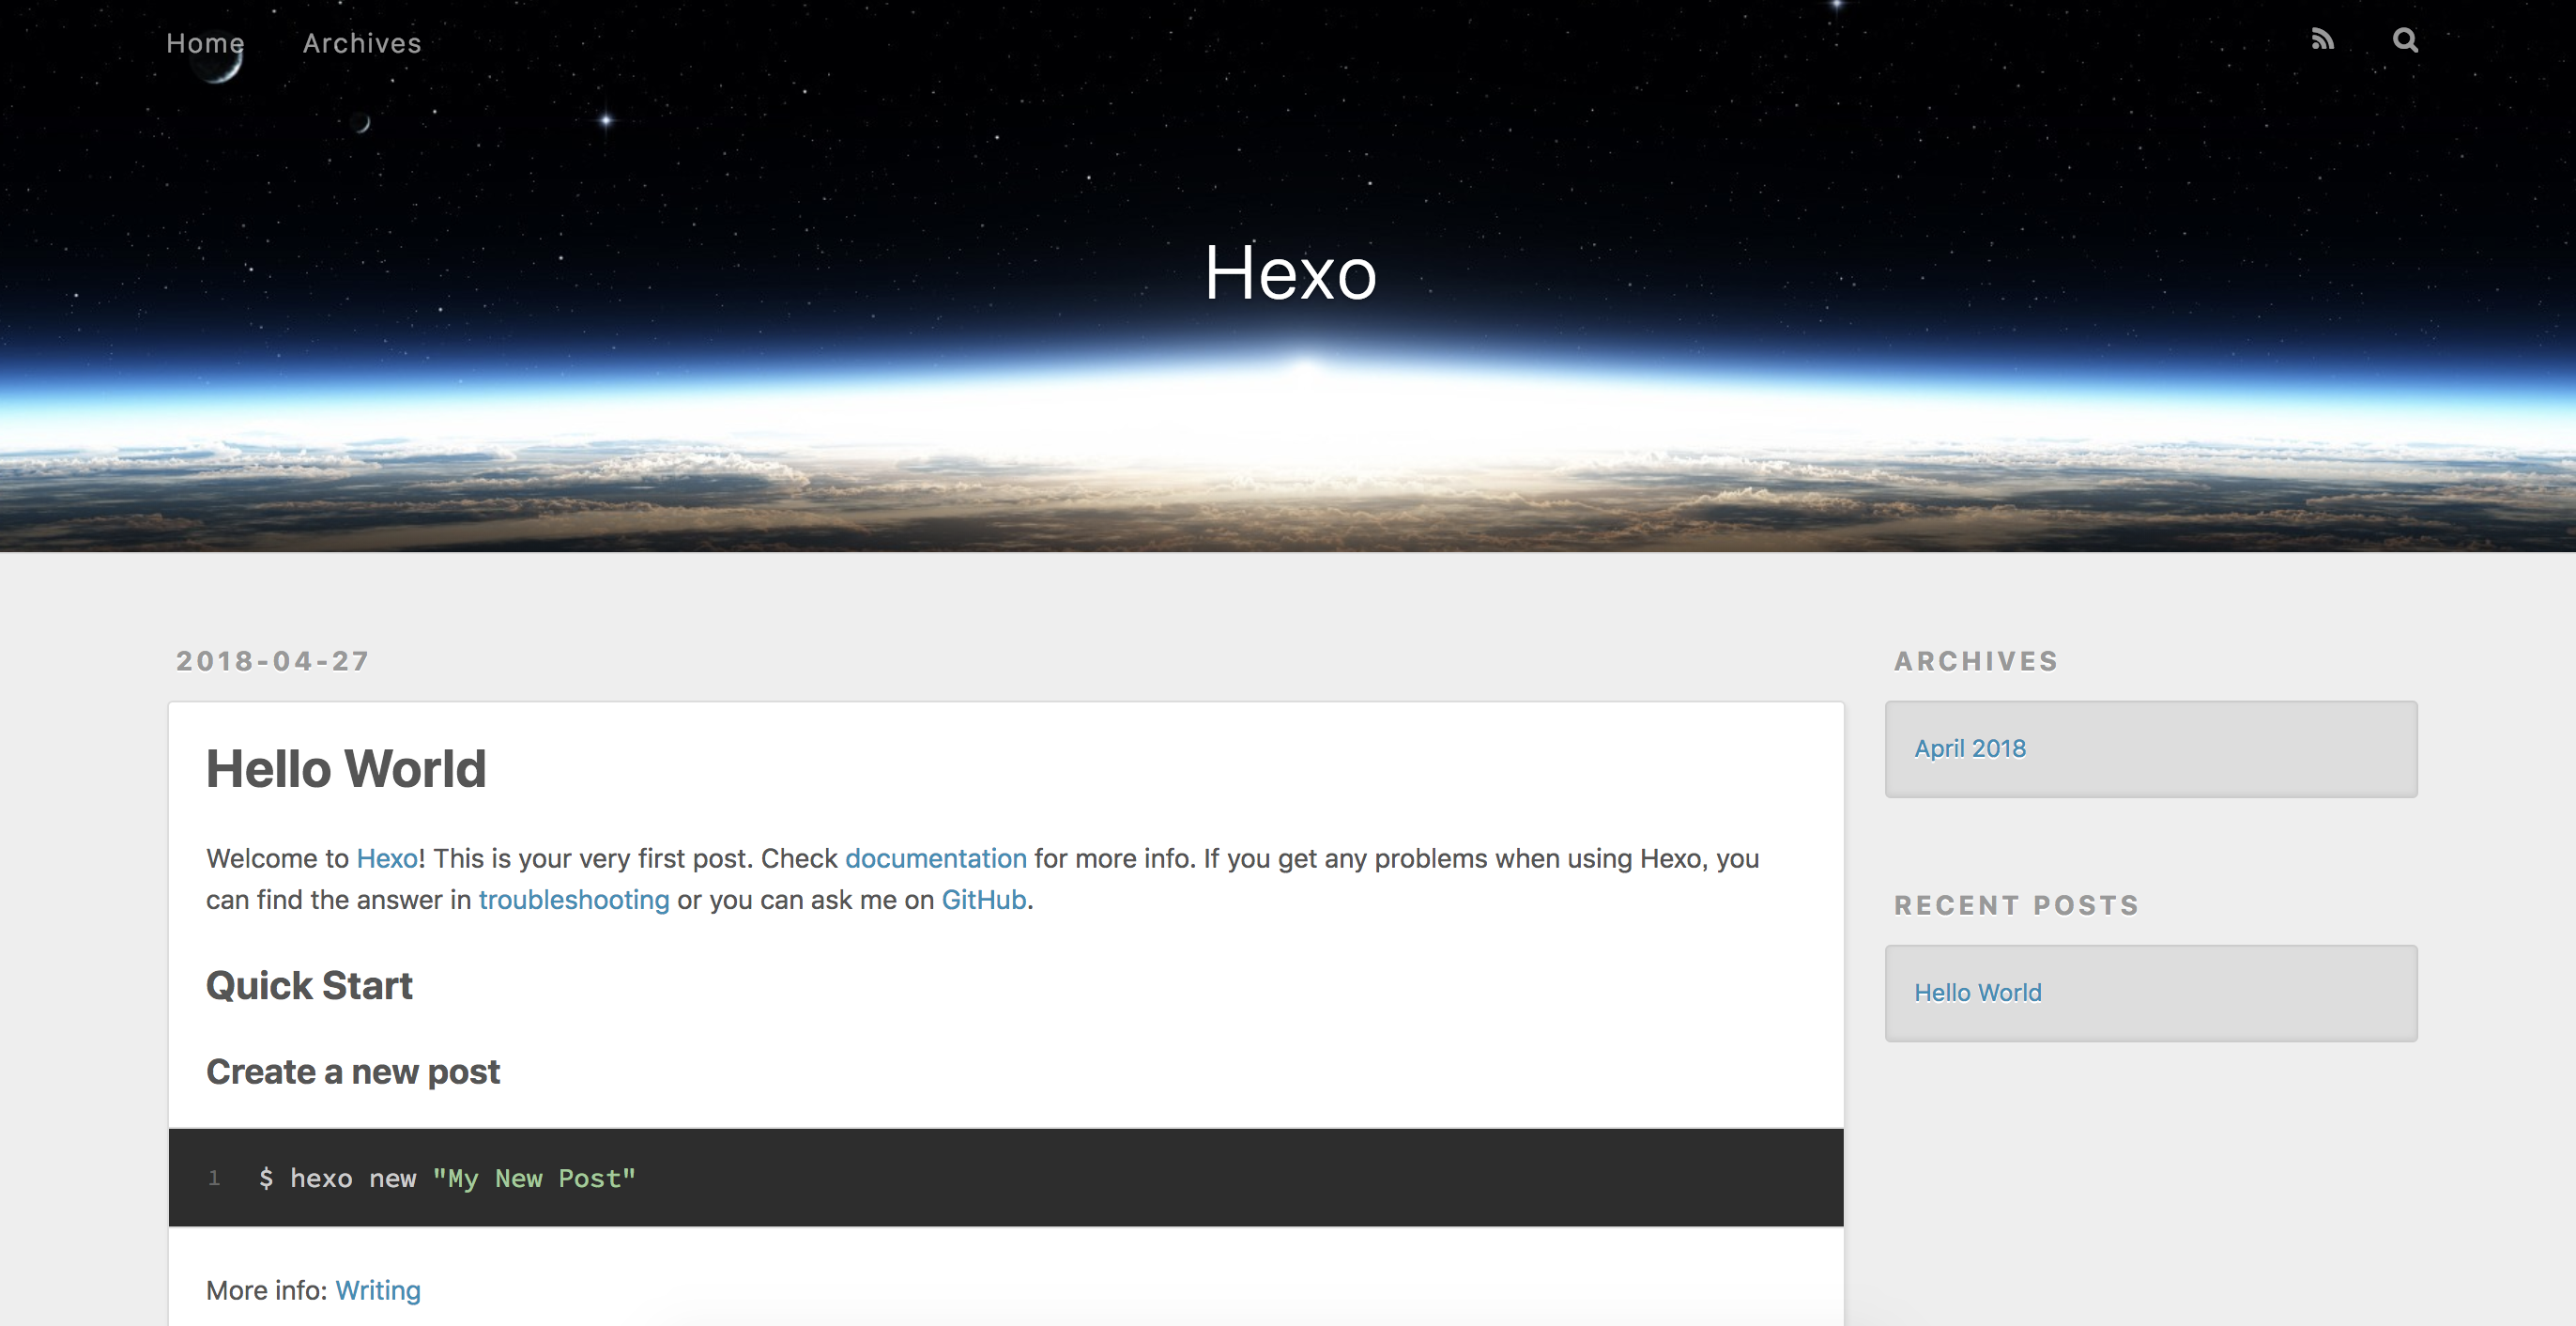 Home Archives
Hexo
2018-04-27
Hello World
Welcome to Hexo! This is your very first post. Check documentation for more info. If you get any problems when using Hexo, you
can find the answer in troubleshooting or you can ask me on GitHub.
Quick Start
Create a new post
1 $ hexo new "My New Post"
More info: Writing
ARCHIVES
April 2018
RECENT POSTS
Hello World